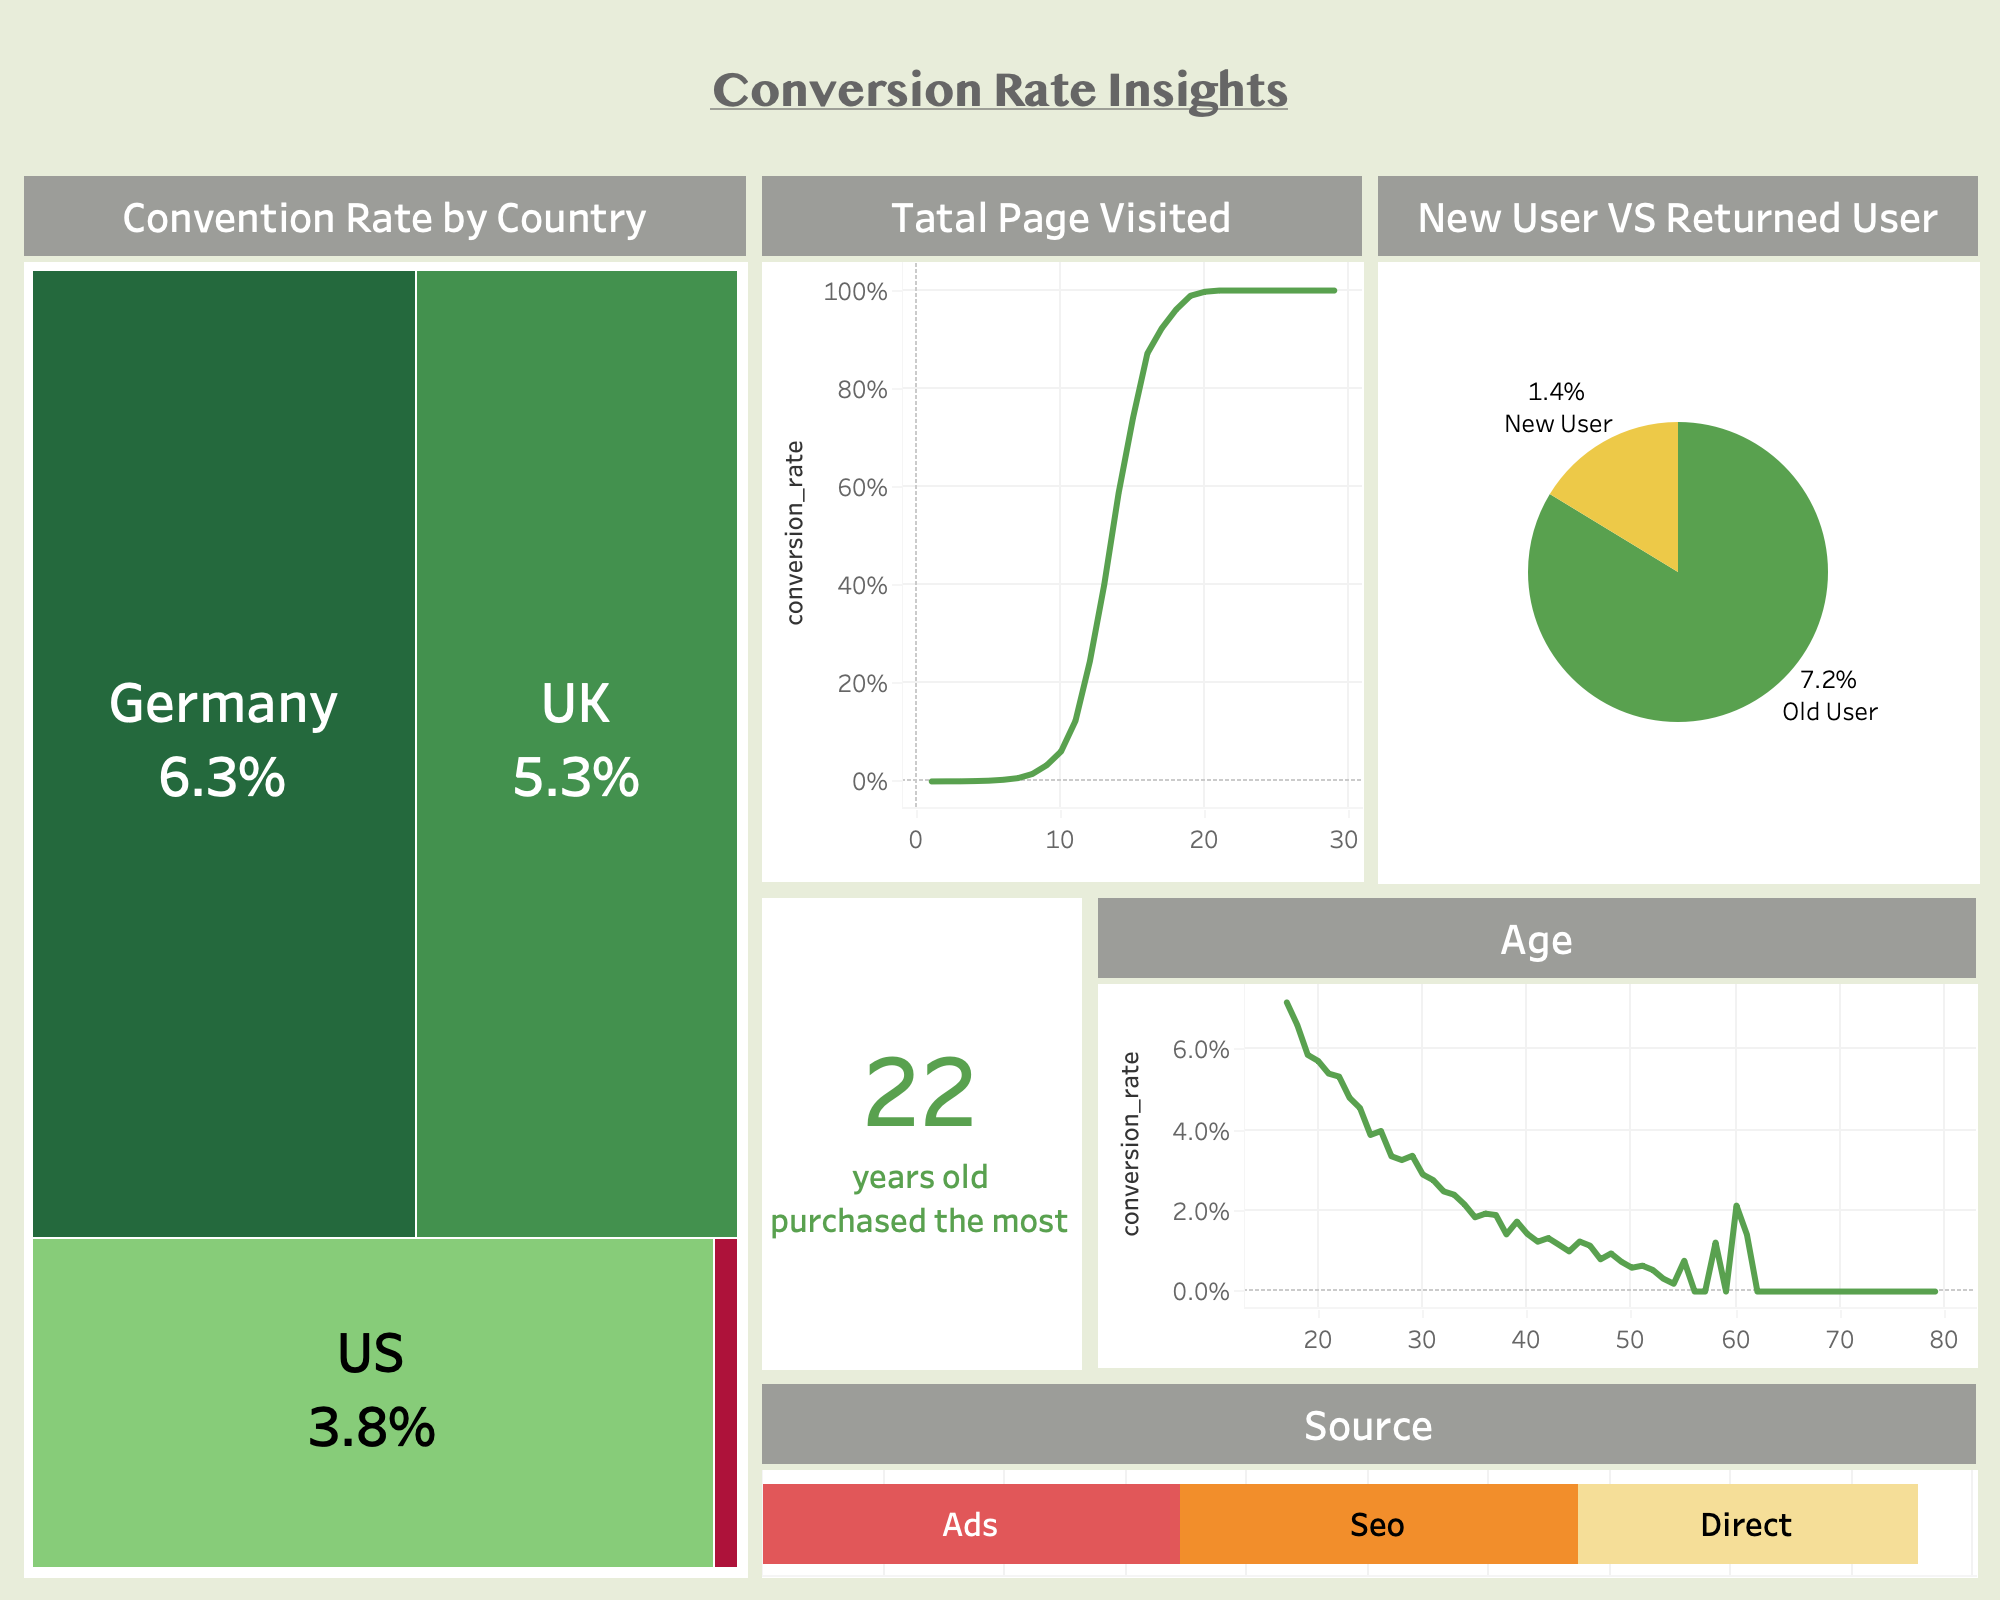 Conversion Rate Insights
Convention Rate by Country
Germany
6.3%
UK
5.3%
US
3.8%
Tatal Page Visited
conversion_rate
100%
80%
60%
40%
20%
0%
0 10 20 30
New User VS Returned User
1.4%
New User
7.2%
Old User
22
years old
purchased the most
Age
conversion_rate
6.0%
4.0%
2.0%
0.0%
20 30 40 50 60 70 80
Source
Ads Seo Direct